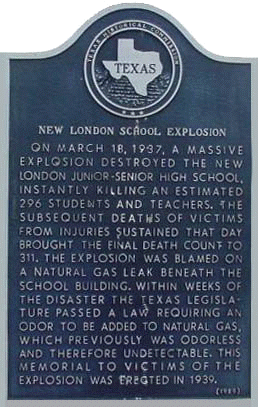 TEXAS HISTORICAL COMMISSION
TEXAS
NEW LONDON SCHOOL EXPLOSION
ON MARCH 18, 1937, A MASSIVE
EXPLOSION DESTROYED THE NEW
LONDON JUNIOR-SENIOR HIGH SCHOOL,
INSTANTLY KILLING AN ESTIMATED
296 STUDENTS AND TEACHERS. THE
SUBSEQUENT DEATHS OF VICTIMS
FROM INJURIES SUSTAINED THAT DAY
BROUGHT THE FINAL DEATH COUNT TO
311. THE EXPLOSION WAS BLAMED ON
A NATURAL GAS LEAK BENEATH THE
SCHOOL BUILDING. WITHIN WEEKS OF
THE DISASTER THE TEXAS LEGISLA-
TURE PASSED A LAW REQUIRING AN
ODOR TO BE ADDED TO NATURAL GAS,
WHICH PREVIOUSLY WAS ODORLESS
AND THEREFORE UNDETECTABLE. THIS
MEMORIAL TO VICTIMS OF THE
EXPLOSION WAS ERECTED IN 1939.
(1989)